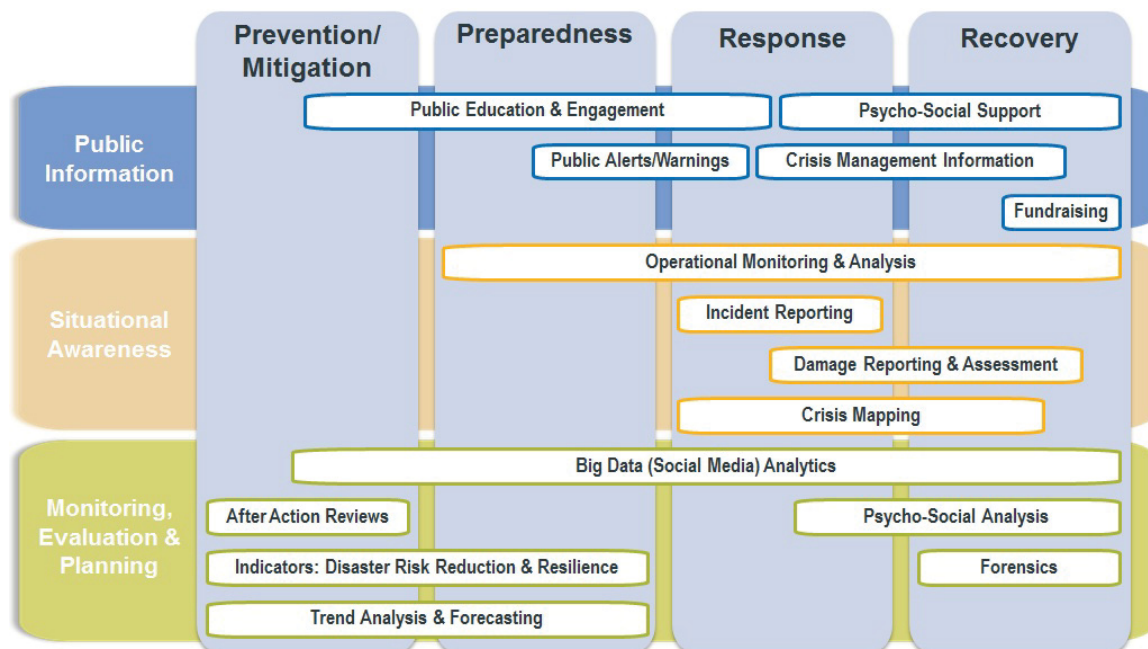 Prevention/
Mitigation
Preparedness
Response
Recovery
Public
Information
Public Education & Engagement
Psycho-Social Support
Public Alerts/Warnings
Crisis Management Information
Fundraising
Situational
Awareness
Operational Monitoring & Analysis
Incident Reporting
Damage Reporting & Assessment
Crisis Mapping
Monitoring,
Evaluation &
Planning
Big Data (Social Media) Analytics
After Action Reviews
Psycho-Social Analysis
Indicators: Disaster Risk Reduction & Resilience
Forensics
Trend Analysis & Forecasting